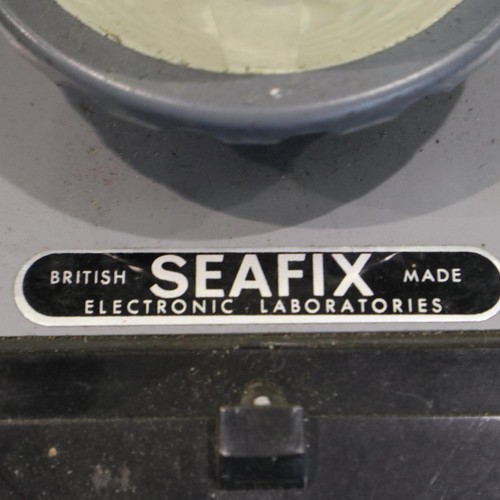 BRITISH SEAFIX MADE
ELECTRONIC LABORATORIES